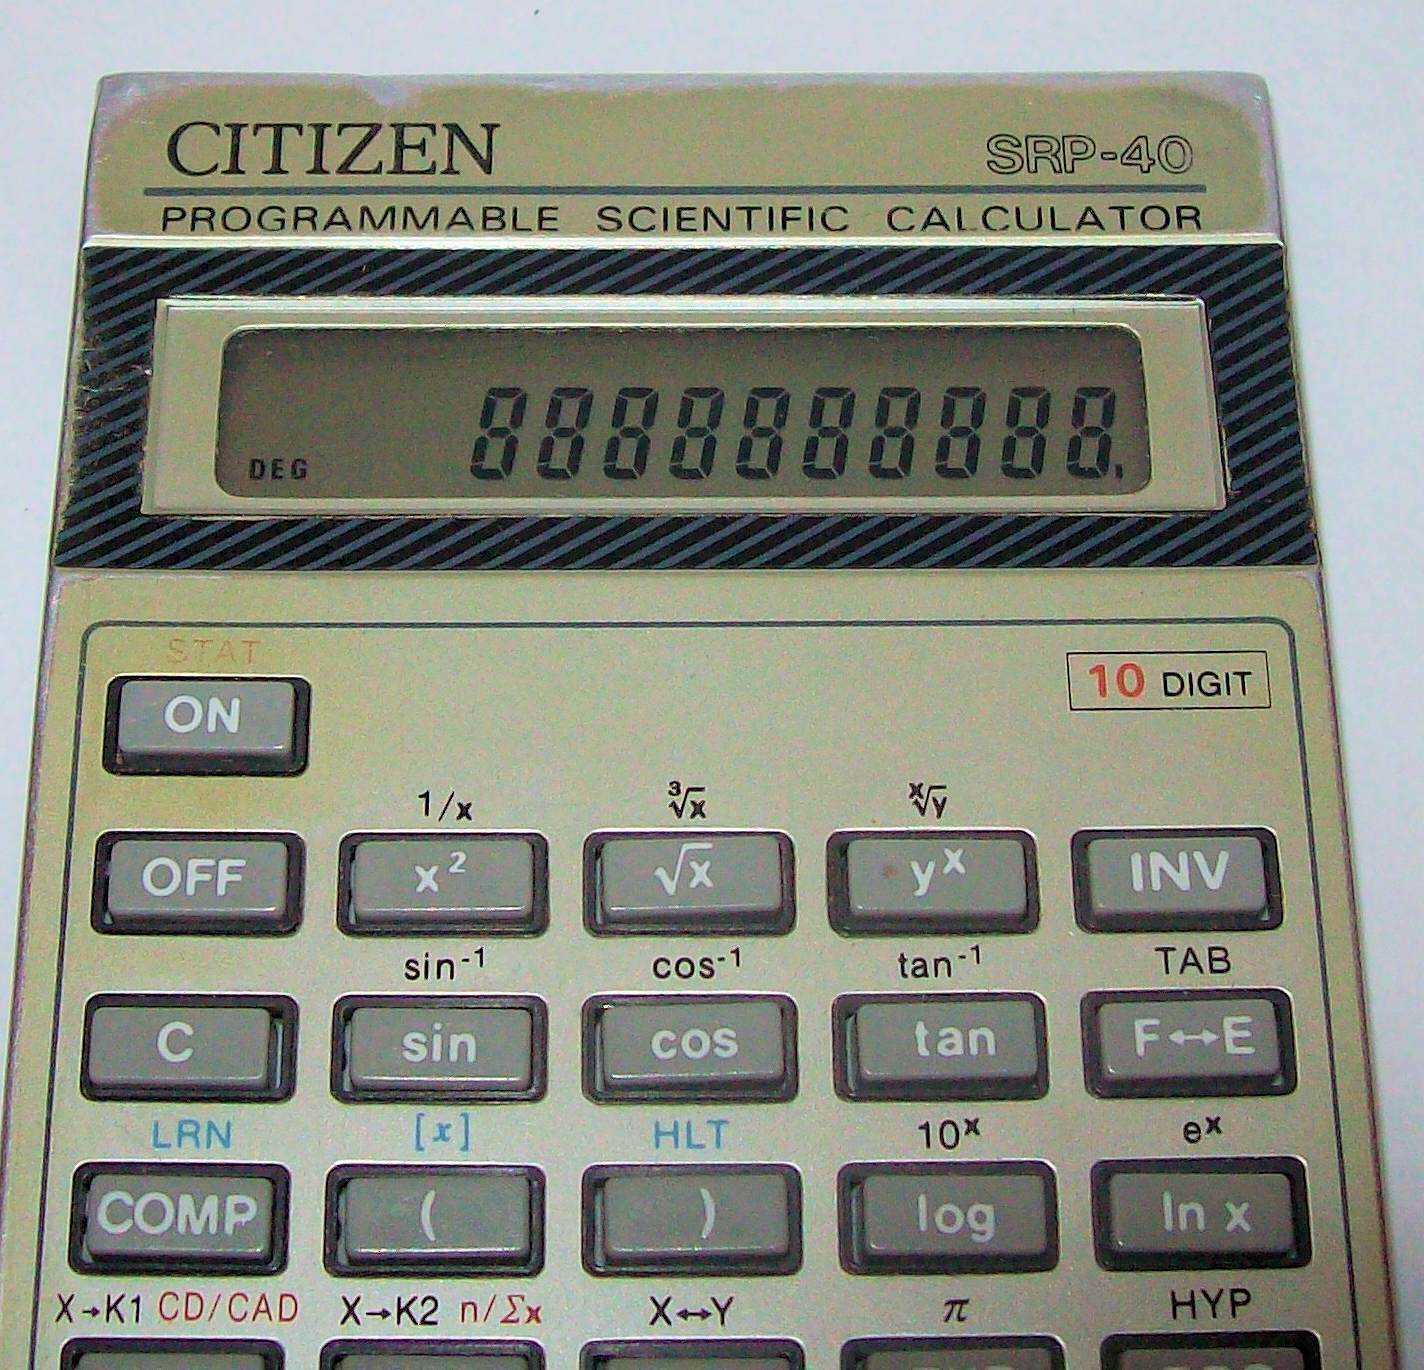 CITIZEN SRP-40
PROGRAMMABLE SCIENTIFIC CALCULATOR
DEG 8888888888.
STAT
10 DIGIT
ON
1/x ³√x ˣ√y
OFF x² √x yˣ INV
sin⁻¹ cos⁻¹ tan⁻¹ TAB
C sin cos tan F↔E
LRN [x] HLT 10ˣ eˣ
COMP ( ) log ln x
X→K1 CD/CAD X→K2 n/Σx X↔Y π HYP